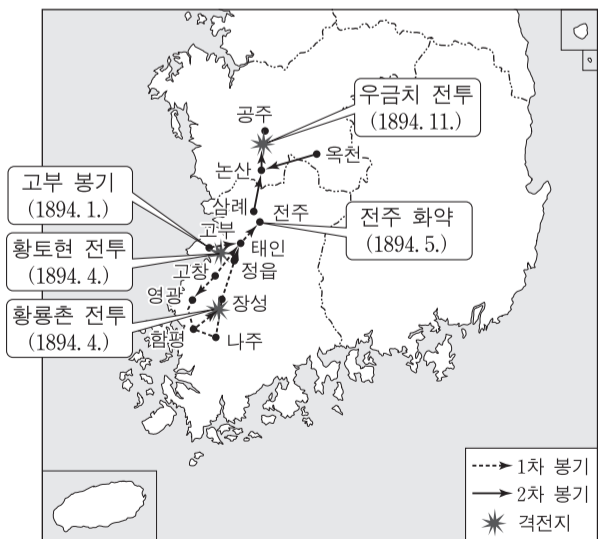 우금치 전투
(1894. 11.)
공주
옥천
논산
고부 봉기
(1894. 1.)
삼례
전주
전주 화약
(1894. 5.)
고부
황토현 전투
(1894. 4.)
태인
정읍
고창
영광
장성
황룡촌 전투
(1894. 4.)
함평
나주
1차 봉기
2차 봉기
격전지